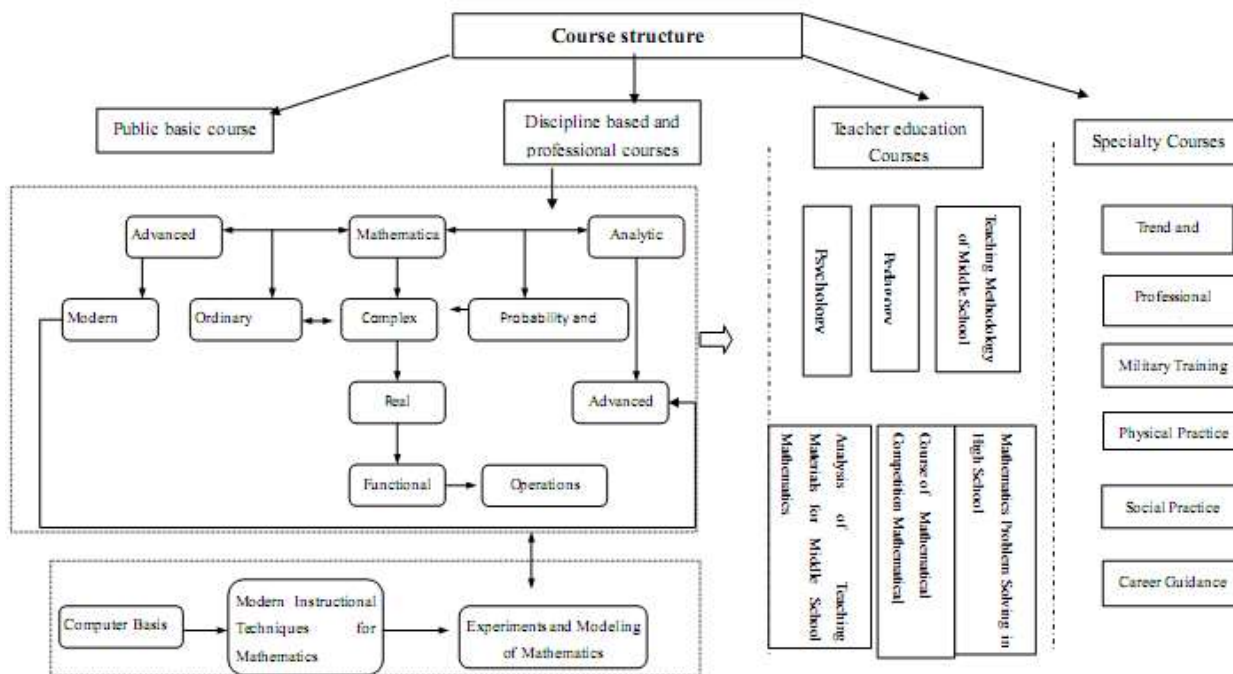 Course structure
Public basic course
Discipline based and
professional courses
Teacher education
Courses
Specialty Courses
Advanced
Mathematica
Analytic
Modern
Ordinary
Complex
Probability and
Real
Advanced
Functional
Operations
Computer Basis
Modern Instructional
Techniques for
Mathematics
Experiments and Modeling
of Mathematics
Psychology
Teaching Methodology
of Middle School
Analysis of Teaching
Materials for Middle School
Mathematics
Course of Mathematical
Competition Mathematical
Mathematics Problem Solving in
High School
Trend and
Professional
Military Training
Physical Practice
Social Practice
Career Guidance